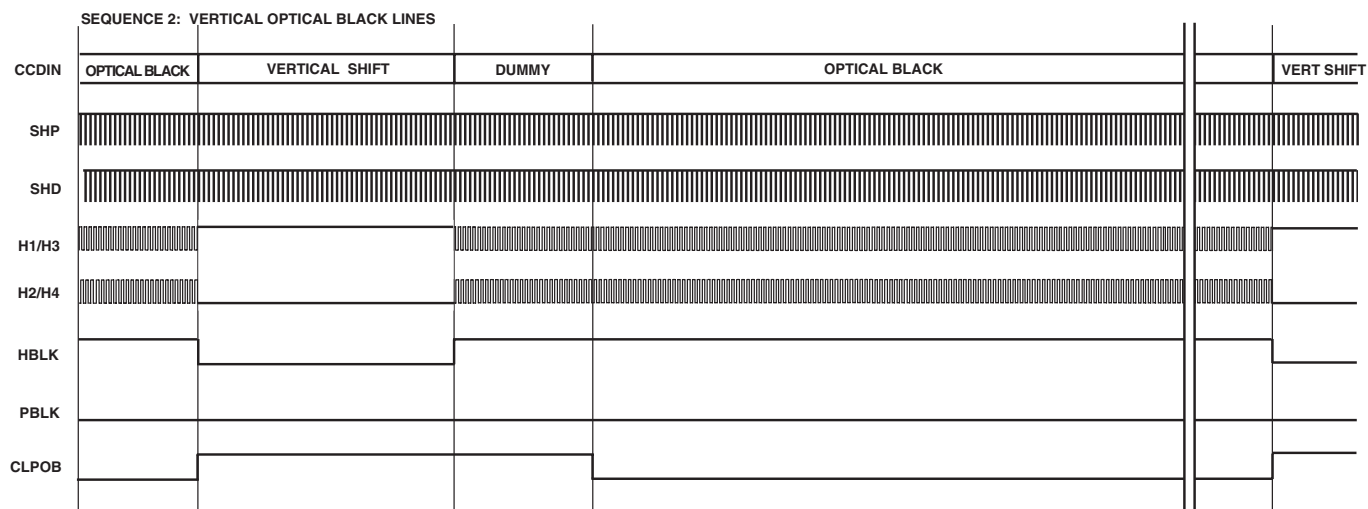 SEQUENCE 2: VERTICAL OPTICAL BLACK LINES
CCDIN OPTICAL BLACK VERTICAL SHIFT DUMMY OPTICAL BLACK VERT SHIFT
SHP
SHD
H1/H3
H2/H4
HBLK
PBLK
CLPOB